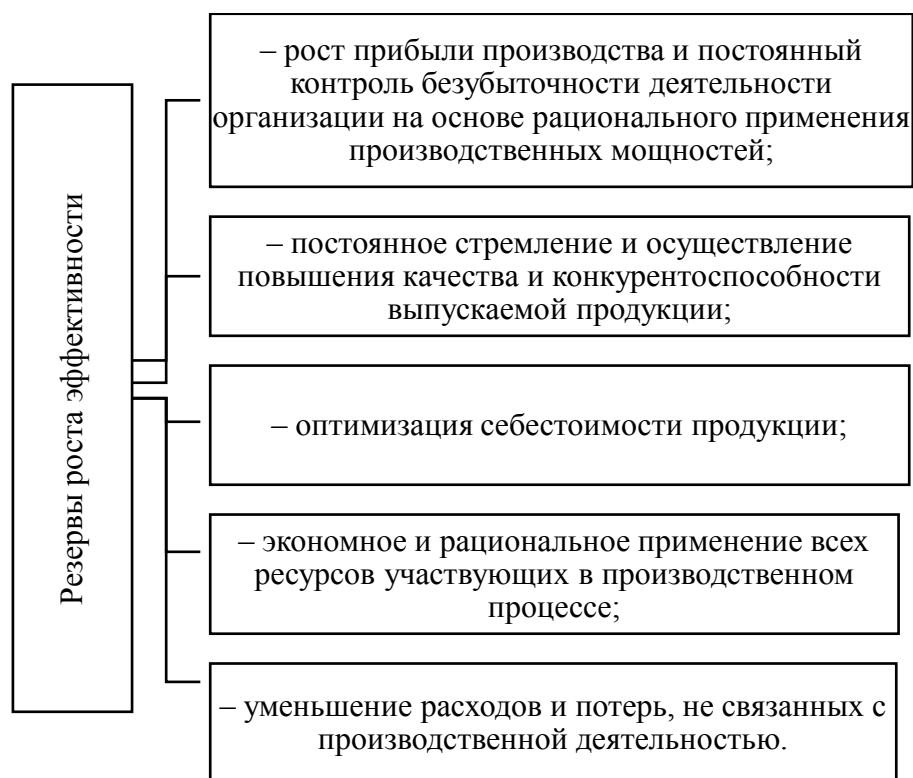 Резервы роста эффективности
– рост прибыли производства и постоянный
контроль безубыточности деятельности
организации на основе рационального применения
производственных мощностей;
– постоянное стремление и осуществление
повышения качества и конкурентоспособности
выпускаемой продукции;
– оптимизация себестоимости продукции;
– экономное и рациональное применение всех
ресурсов участвующих в производственном
процессе;
– уменьшение расходов и потерь, не связанных с
производственной деятельностью.